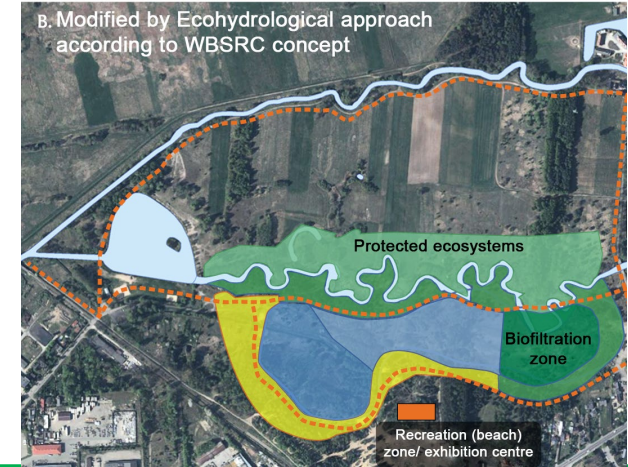 B. Modified by Ecohydrological approach
according to WBSRC concept
Protected ecosystems
Biofiltration
zone
Recreation (beach)
zone/ exhibition centre